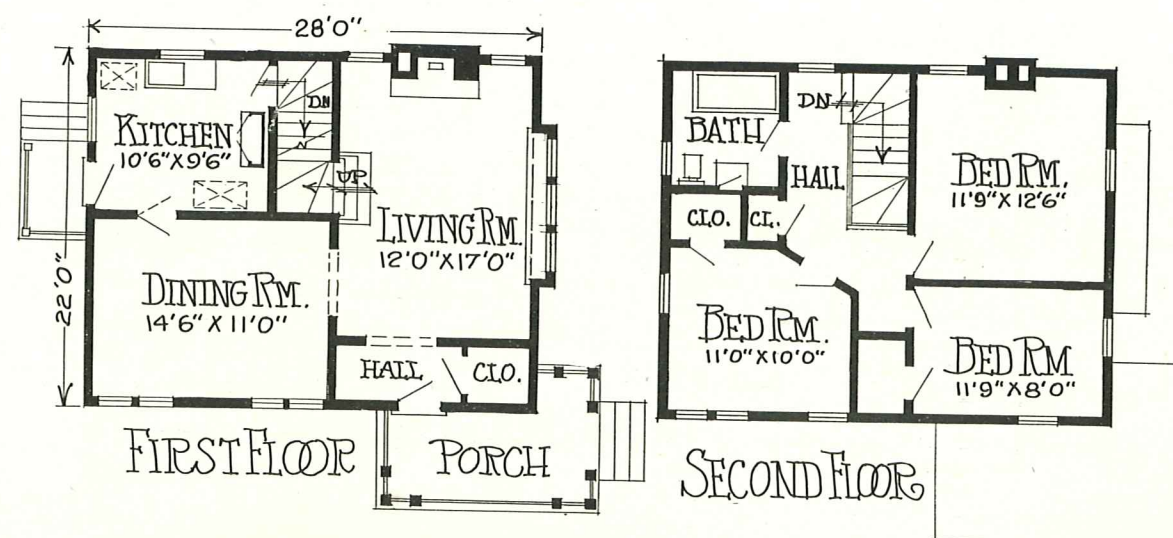 28'0"
22'0"
KITCHEN
10'6"X9'6"
DN
UP
LIVING RM.
12'0"X17'0"
DINING RM.
14'6" X 11'0"
HALL
CLO.
FIRST FLOOR
PORCH
BATH
DN
HALL
BED RM.
11'9"X 12'6"
CLO.
CL.
BED RM.
11'0"X10'0"
BED RM
11'9"X8'0"
SECOND FLOOR